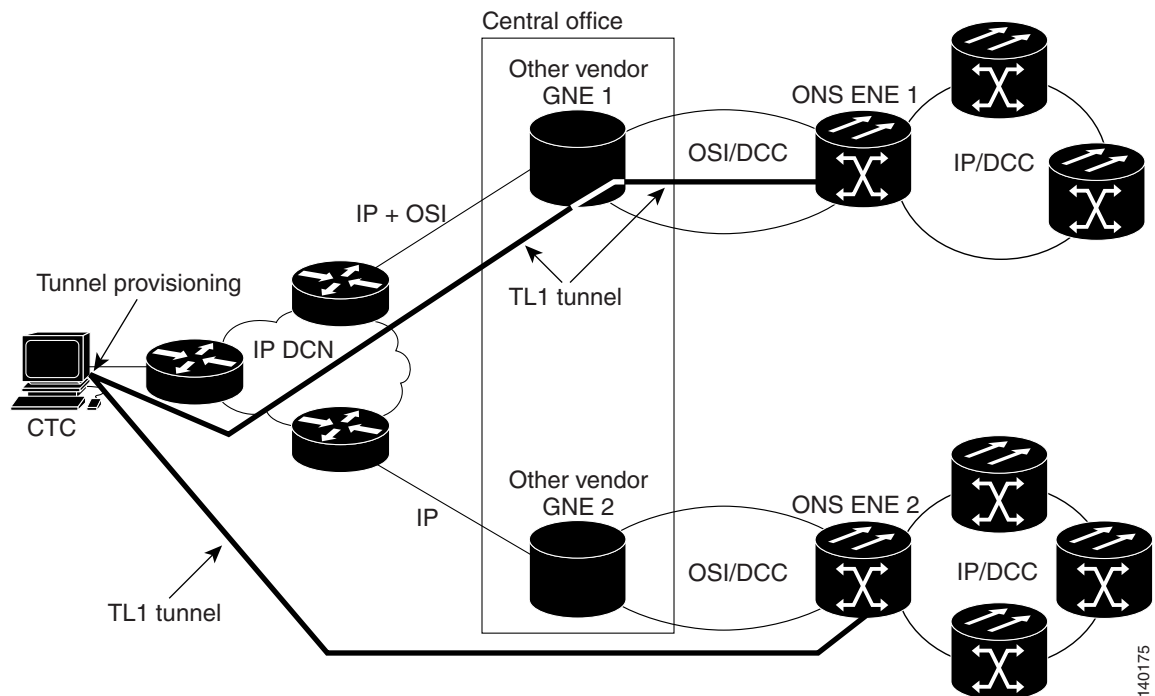 Central office
Other vendor
GNE 1
ONS ENE 1
OSI/DCC
IP/DCC
IP + OSI
Tunnel provisioning
TL1 tunnel
IP DCN
CTC
Other vendor
GNE 2
ONS ENE 2
IP
OSI/DCC
IP/DCC
TL1 tunnel
140175